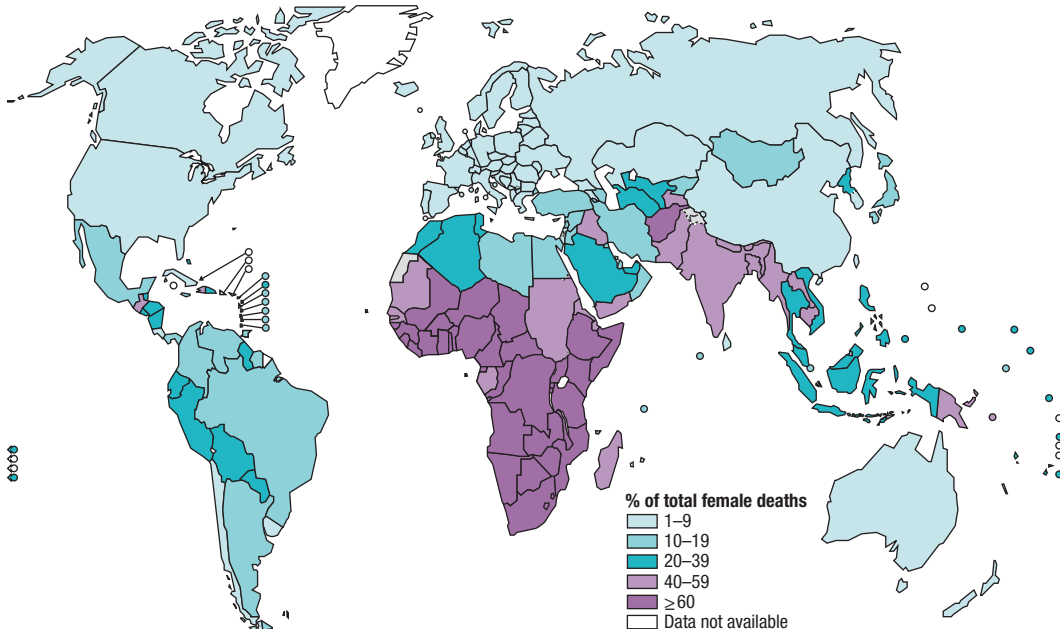 % of total female deaths
1–9
10–19
20–39
40–59
≥60
Data not available